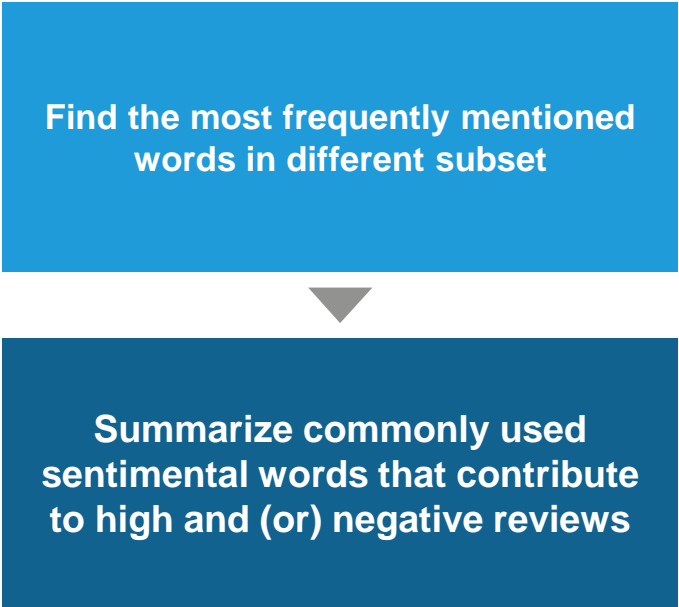 Find the most frequently mentioned
words in different subset
Summarize commonly used
sentimental words that contribute
to high and (or) negative reviews